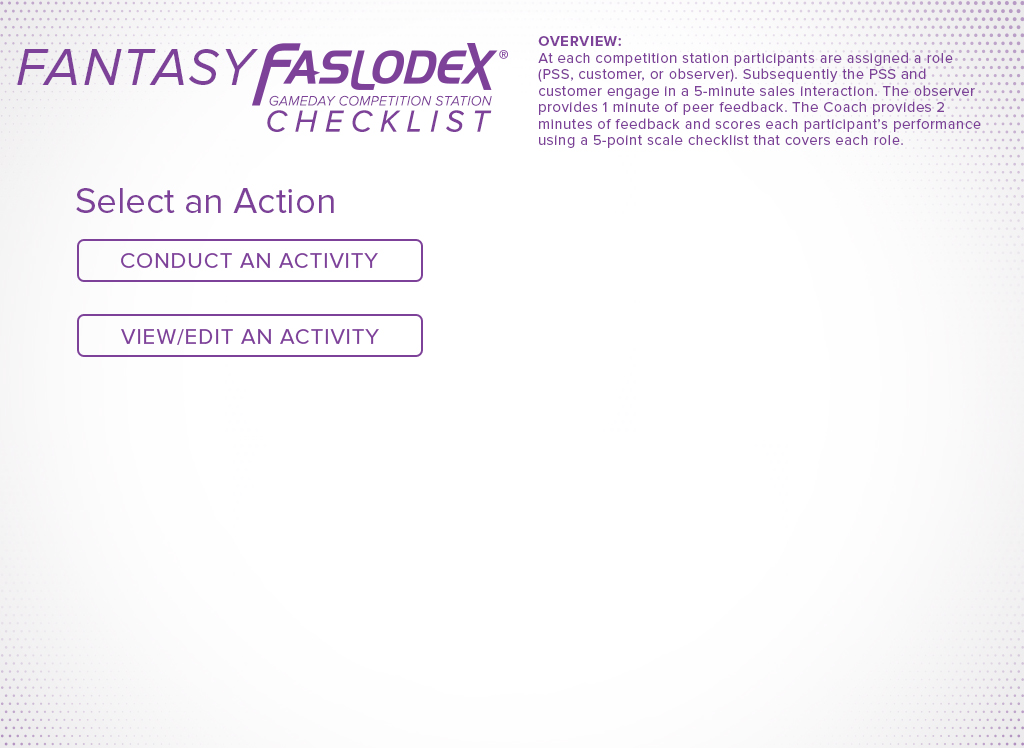 FANTASY FASLODEX®
GAMEDAY COMPETITION STATION
CHECKLIST
OVERVIEW:
At each competition station participants are assigned a role
(PSS, customer, or observer). Subsequently the PSS and
customer engage in a 5-minute sales interaction. The observer
provides 1 minute of peer feedback. The Coach provides 2
minutes of feedback and scores each participant's performance
using a 5-point scale checklist that covers each role.
Select an Action
CONDUCT AN ACTIVITY
VIEW/EDIT AN ACTIVITY